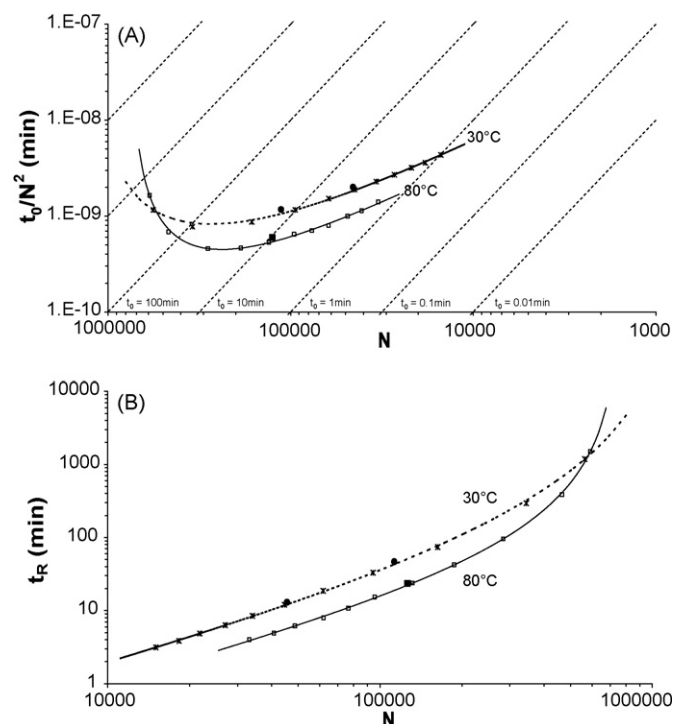 (A)
t₀/N² (min)
1.E-07
1.E-08
1.E-09
1.E-10
30°C
80°C
t₀ = 100min
t₀ = 10min
t₀ = 1min
t₀ = 0.1min
t₀ = 0.01min
1000000
100000
10000
1000
N
(B)
t_R (min)
10000
1000
100
10
1
30°C
80°C
10000
100000
1000000
N